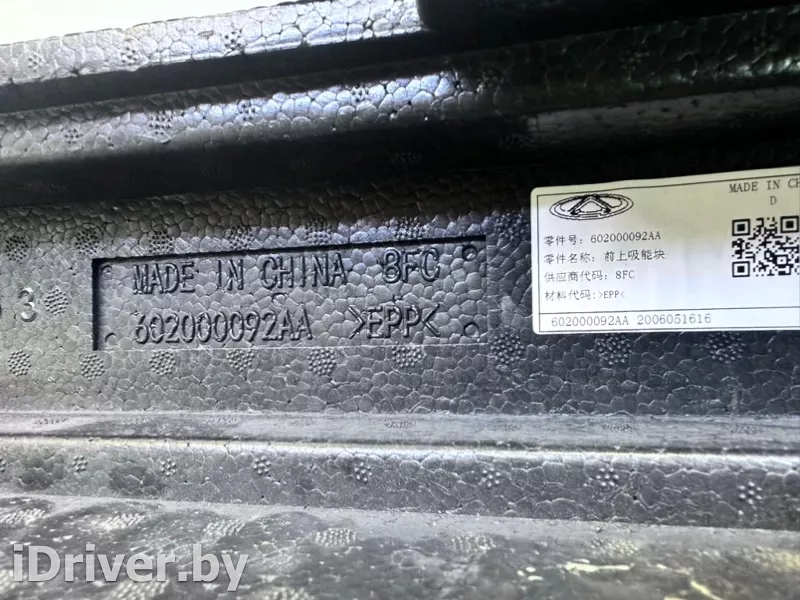 MADE IN CHINA 8FC
602000092AA >EPP<
3
MADE IN CH
D
零件号: 602000092AA
零件名称: 前上吸能块
供应商代码: 8FC
材料代码: >EPP<
602000092AA 2006051616
iDriver.by